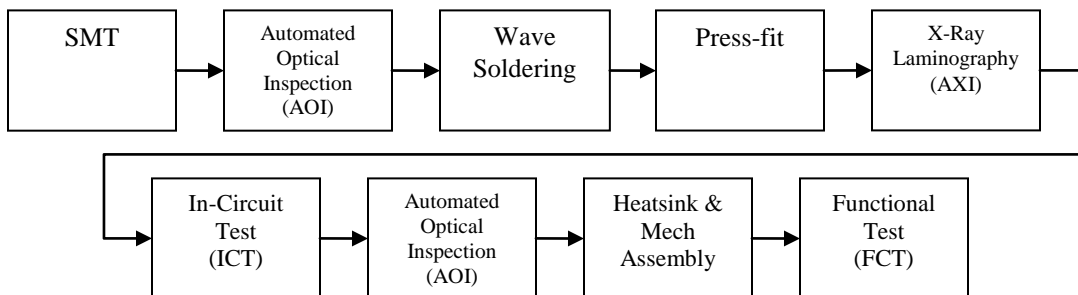 SMT
Automated
Optical
Inspection
(AOI)
Wave
Soldering
Press-fit
X-Ray
Laminography
(AXI)
In-Circuit
Test
(ICT)
Automated
Optical
Inspection
(AOI)
Heatsink &
Mech
Assembly
Functional
Test
(FCT)